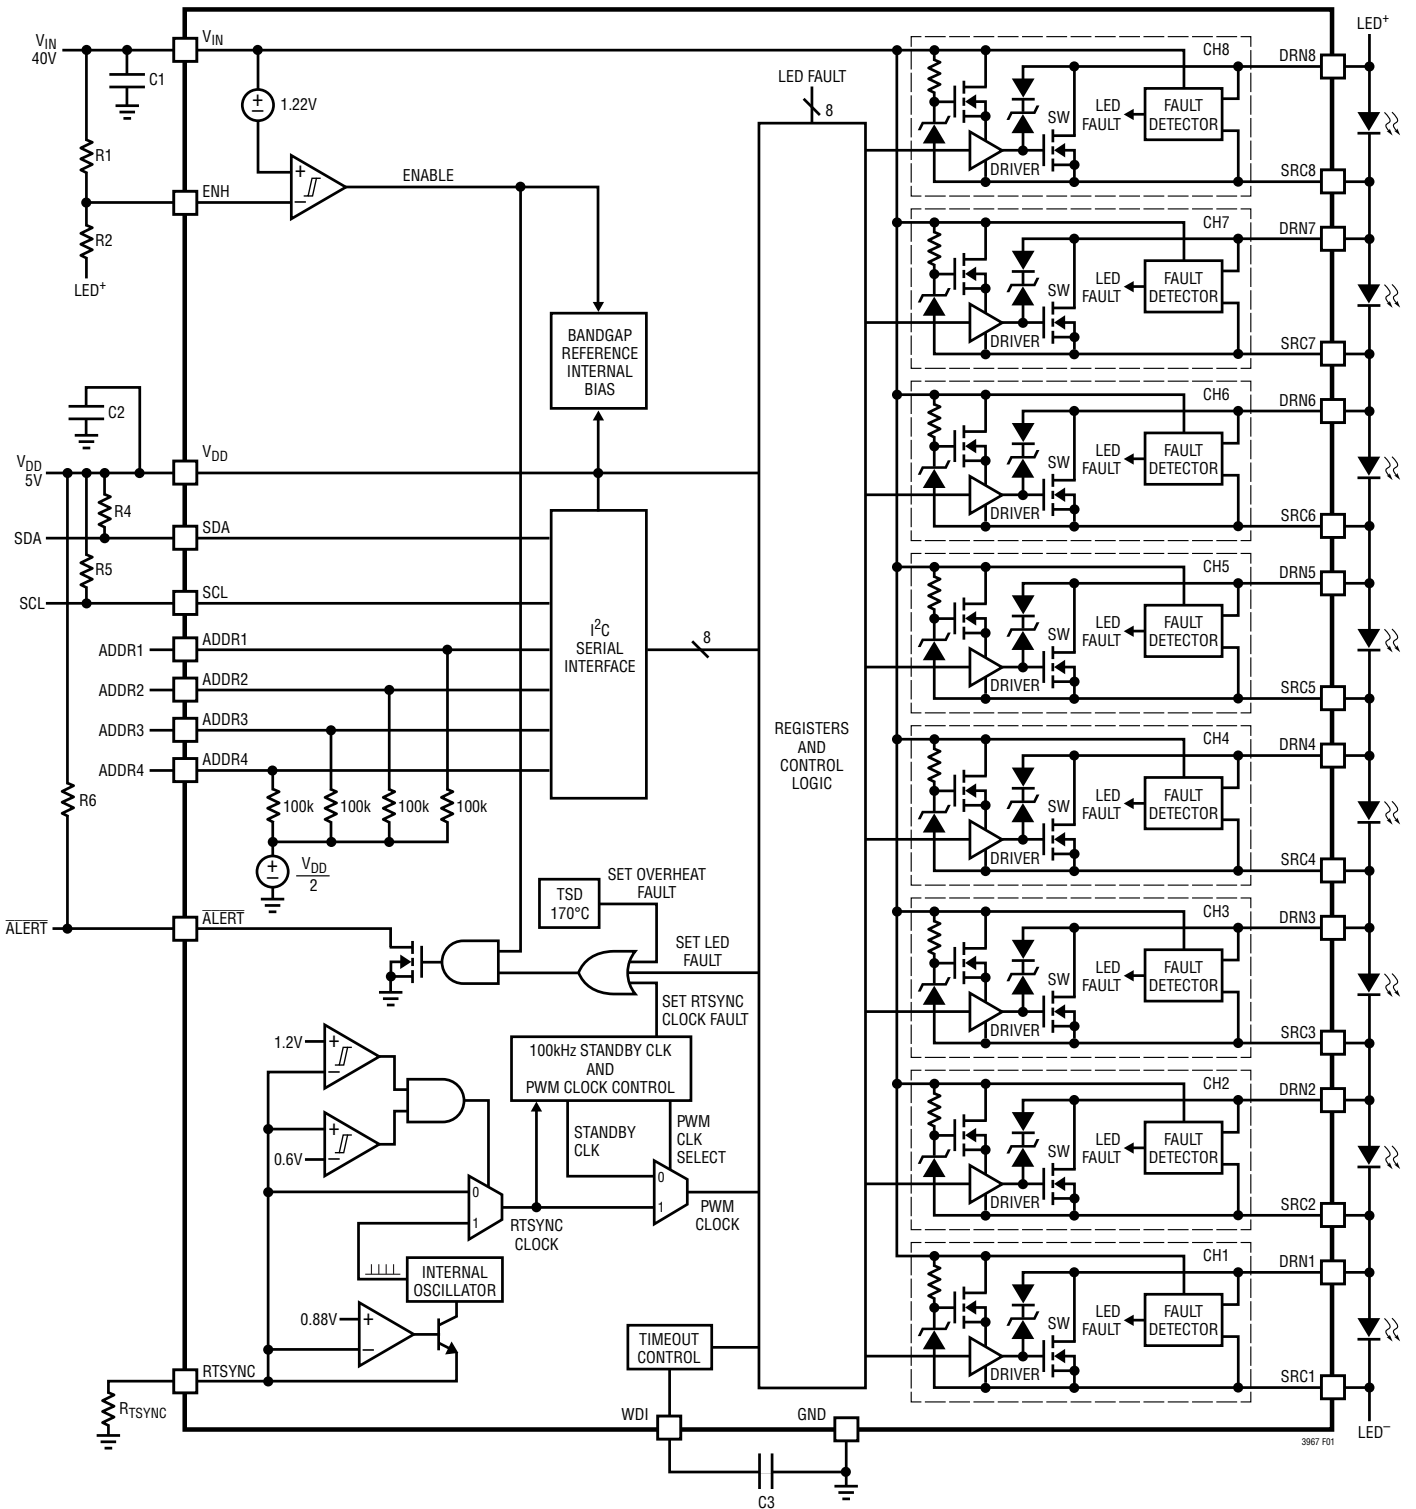 VIN
40V
C1
R1
R2
LED+
VIN
1.22V
+
−
+
−
ENH
ENABLE
BANDGAP
REFERENCE
INTERNAL
BIAS
C2
VDD
5V
VDD
R4
SDA
SDA
R5
SCL
SCL
ADDR1
ADDR1
ADDR2
ADDR2
ADDR3
ADDR3
ADDR4
ADDR4
R6
100k
100k
100k
100k
+
−
VDD
2
I2C
SERIAL
INTERFACE
8
ALERT
ALERT
TSD
170°C
SET OVERHEAT
FAULT
SET LED
FAULT
SET RTSYNC
CLOCK FAULT
1.2V
+
−
+
−
0.6V
100kHz STANDBY CLK
AND
PWM CLOCK CONTROL
STANDBY
CLK
PWM
CLK
SELECT
0
1
0
1
RTSYNC
CLOCK
PWM
CLOCK
INTERNAL
OSCILLATOR
0.88V
+
−
RTSYNC
RTSYNC
TIMEOUT
CONTROL
WDI
GND
C3
LED FAULT
8
REGISTERS
AND
CONTROL
LOGIC
LED+
CH8
DRN8
LED
FAULT
FAULT
DETECTOR
SW
DRIVER
SRC8
CH7
DRN7
LED
FAULT
FAULT
DETECTOR
SW
DRIVER
SRC7
CH6
DRN6
LED
FAULT
FAULT
DETECTOR
SW
DRIVER
SRC6
CH5
DRN5
LED
FAULT
FAULT
DETECTOR
SW
DRIVER
SRC5
CH4
DRN4
LED
FAULT
FAULT
DETECTOR
SW
DRIVER
SRC4
CH3
DRN3
LED
FAULT
FAULT
DETECTOR
SW
DRIVER
SRC3
CH2
DRN2
LED
FAULT
FAULT
DETECTOR
SW
DRIVER
SRC2
CH1
DRN1
LED
FAULT
FAULT
DETECTOR
SW
DRIVER
SRC1
LED−
3967 F01